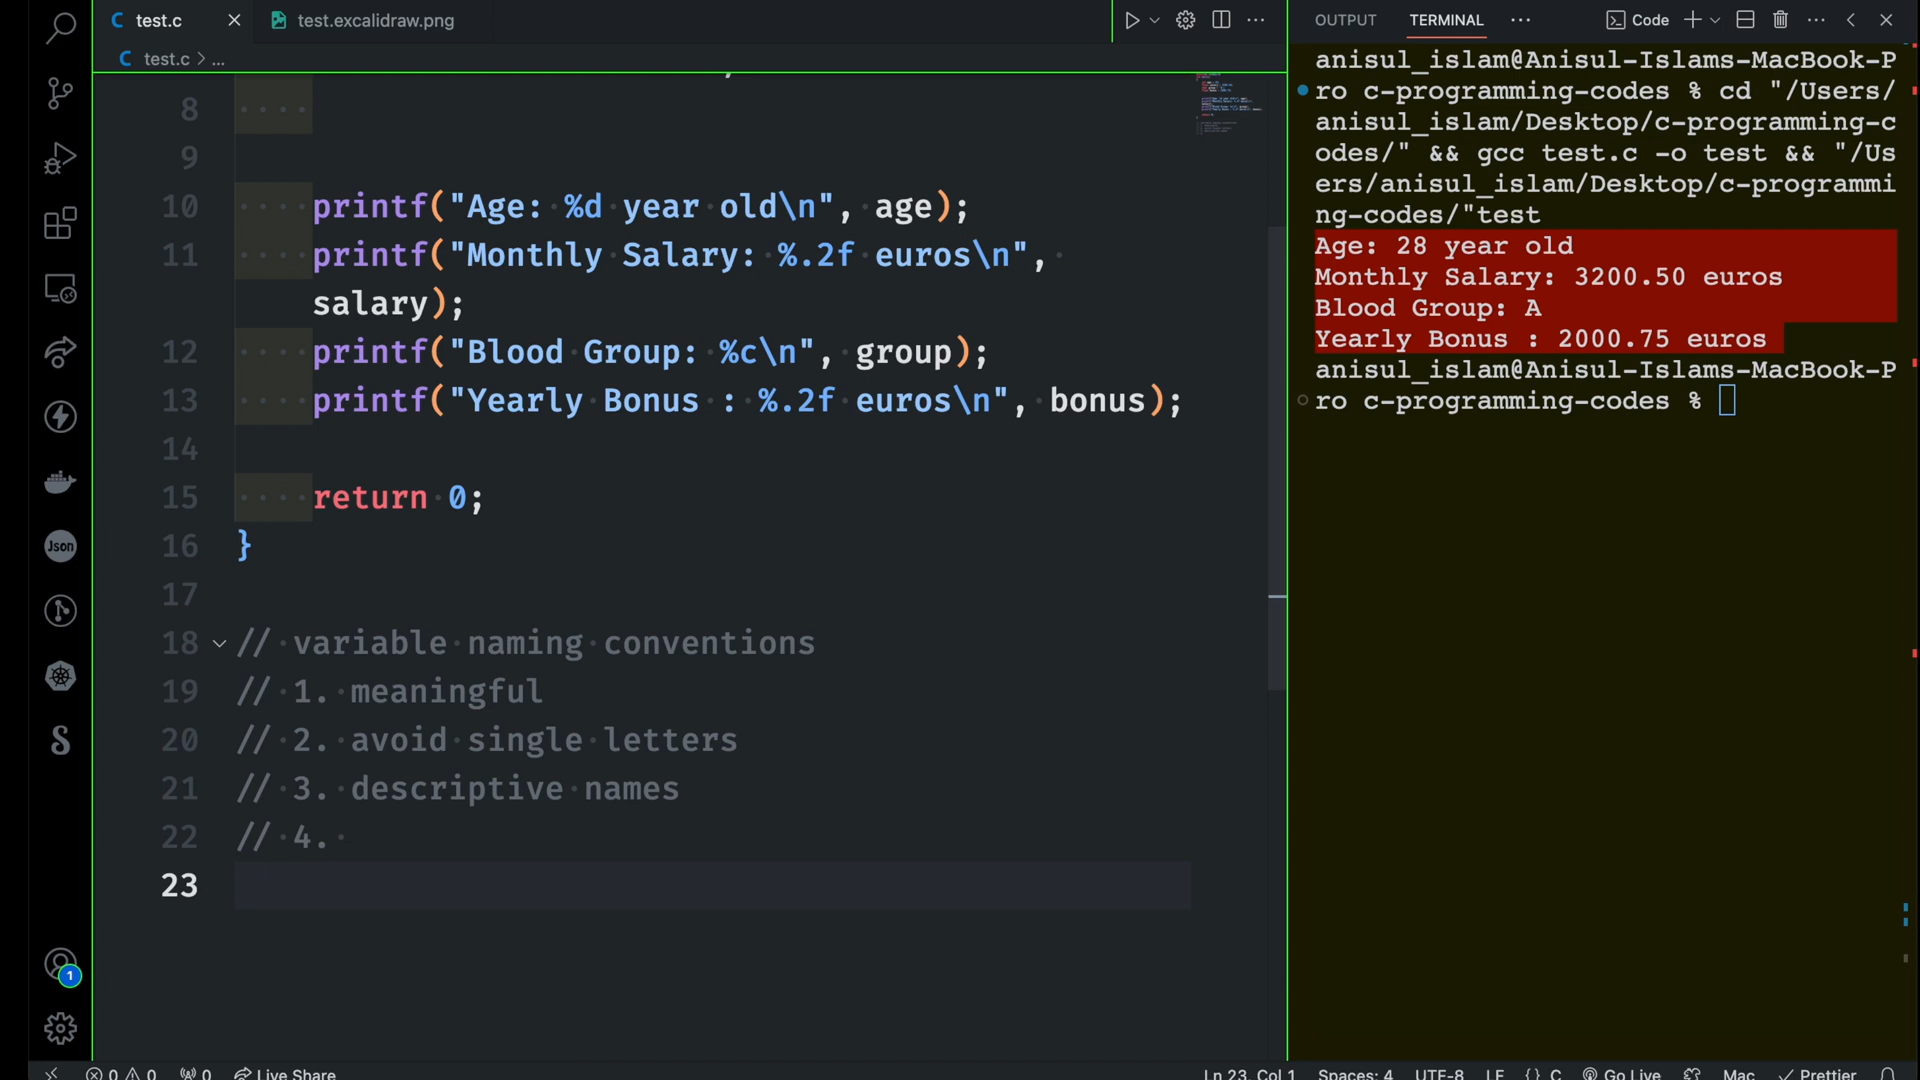 C test.c
test.excalidraw.png
C test.c > ...
8
9
10 printf("Age: %d year old\n", age);
11 printf("Monthly Salary: %.2f euros\n",
salary);
12 printf("Blood Group: %c\n", group);
13 printf("Yearly Bonus : %.2f euros\n", bonus);
14
15 return 0;
16 }
17
18 // variable naming conventions
19 // 1. meaningful
20 // 2. avoid single letters
21 // 3. descriptive names
22 // 4.
23
Json
1
OUTPUT TERMINAL ... Code
anisul_islam@Anisul-Islams-MacBook-P
ro c-programming-codes % cd "/Users/
anisul_islam/Desktop/c-programming-c
odes/" && gcc test.c -o test && "/Us
ers/anisul_islam/Desktop/c-programmi
ng-codes/"test
Age: 28 year old
Monthly Salary: 3200.50 euros
Blood Group: A
Yearly Bonus : 2000.75 euros
anisul_islam@Anisul-Islams-MacBook-P
ro c-programming-codes %
0 0 0 Live Share Ln 23, Col 1 Spaces: 4 UTF-8 LF {} C Go Live Mac Prettier